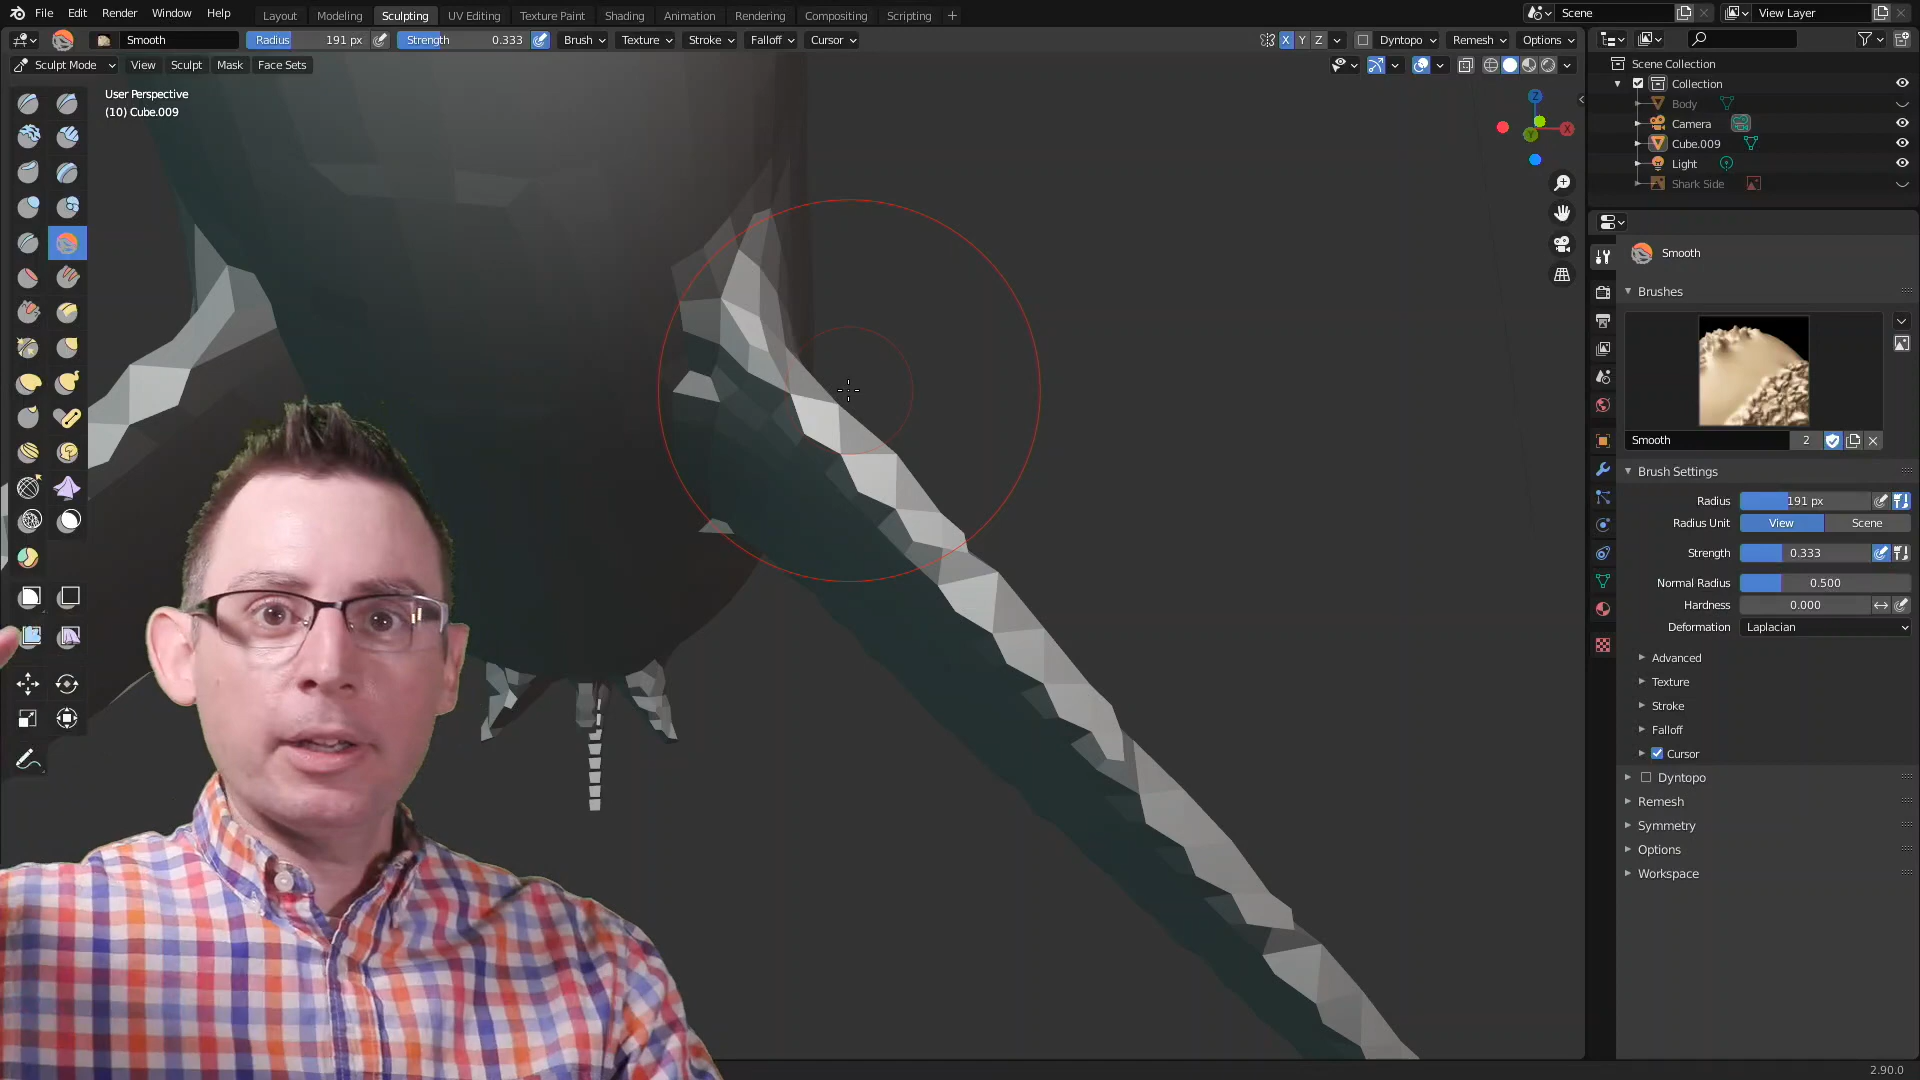 File Edit Render Window Help Layout Modeling Sculpting UV Editing Texture Paint Shading Animation Rendering Compositing Scripting + Scene View Layer
Smooth Radius 191 px Strength 0.333 Brush Texture Stroke Falloff Cursor X Y Z Dyntopo Remesh Options
Sculpt Mode View Sculpt Mask Face Sets
User Perspective
(10) Cube.009
Z
X
Y
Scene Collection
Collection
Body
Camera
Cube.009
Light
Shark Side
Smooth
Brushes
Smooth 2
Brush Settings
Radius 191 px
Radius Unit View Scene
Strength 0.333
Normal Radius 0.500
Hardness 0.000
Deformation Laplacian
Advanced
Texture
Stroke
Falloff
Cursor
Dyntopo
Remesh
Symmetry
Options
Workspace
2.90.0